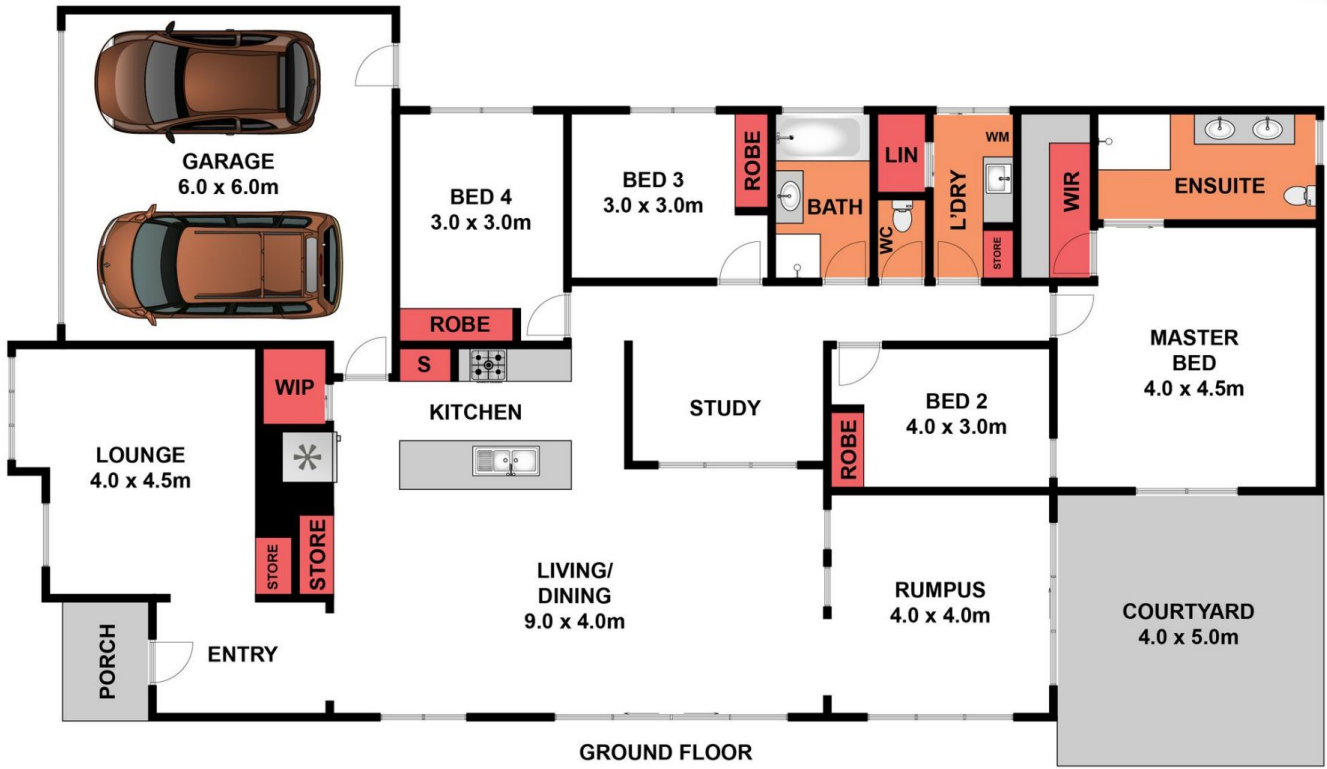 GARAGE
6.0 x 6.0m
BED 4
3.0 x 3.0m
ROBE
BED 3
3.0 x 3.0m
ROBE
BATH
LIN
WC
L'DRY
WM
STORE
WIR
ENSUITE
MASTER
BED
4.0 x 4.5m
LOUNGE
4.0 x 4.5m
WIP
S
KITCHEN
STUDY
BED 2
4.0 x 3.0m
ROBE
STORE
STORE
LIVING/
DINING
9.0 x 4.0m
RUMPUS
4.0 x 4.0m
COURTYARD
4.0 x 5.0m
PORCH
ENTRY
GROUND FLOOR